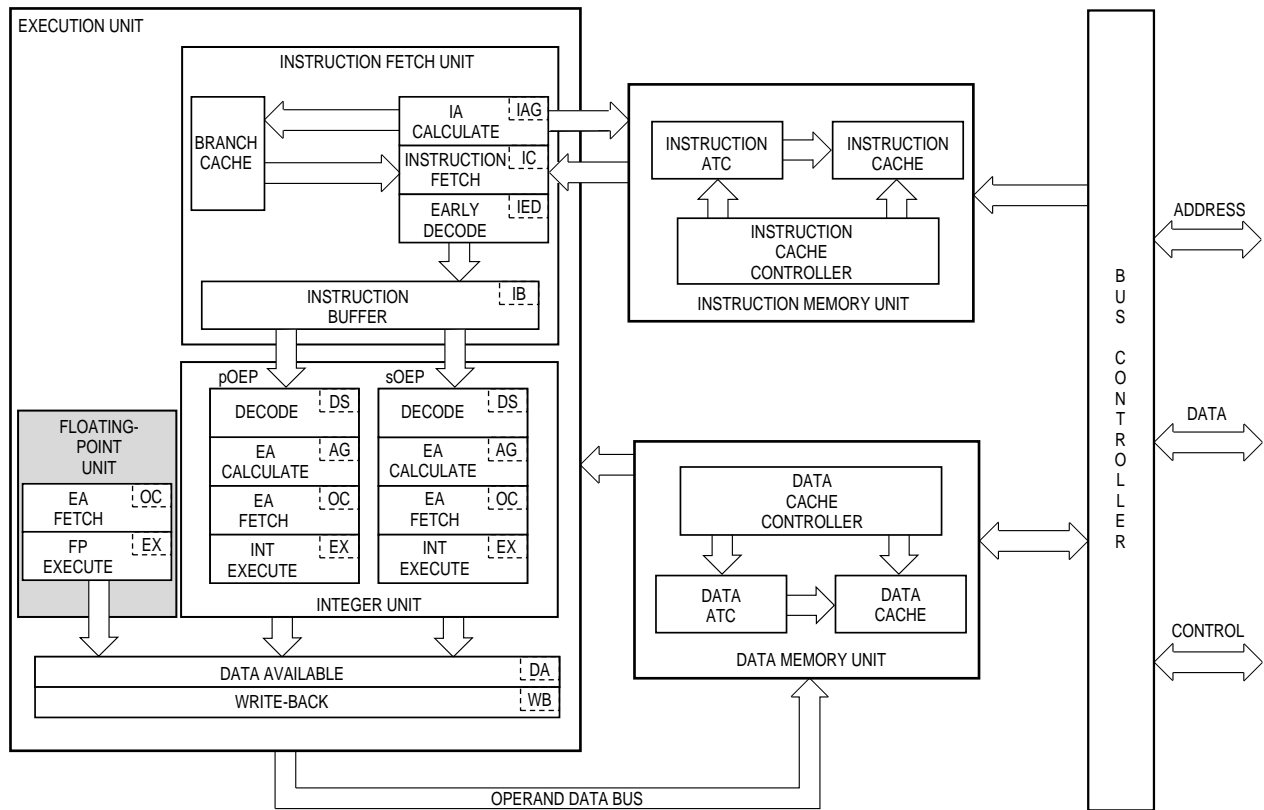 EXECUTION UNIT
INSTRUCTION FETCH UNIT
BRANCH
CACHE
IA
CALCULATE
IAG
INSTRUCTION
FETCH
IC
EARLY
DECODE
IED
INSTRUCTION
BUFFER
IB
pOEP
DECODE
DS
EA
CALCULATE
AG
EA
FETCH
OC
INT
EXECUTE
EX
sOEP
DECODE
DS
EA
CALCULATE
AG
EA
FETCH
OC
INT
EXECUTE
EX
INTEGER UNIT
FLOATING-
POINT
UNIT
EA
FETCH
OC
FP
EXECUTE
EX
DATA AVAILABLE
DA
WRITE-BACK
WB
INSTRUCTION
ATC
INSTRUCTION
CACHE
INSTRUCTION
CACHE
CONTROLLER
INSTRUCTION MEMORY UNIT
DATA
CACHE
CONTROLLER
DATA
ATC
DATA
CACHE
DATA MEMORY UNIT
OPERAND DATA BUS
BUS CONTROLLER
ADDRESS
DATA
CONTROL